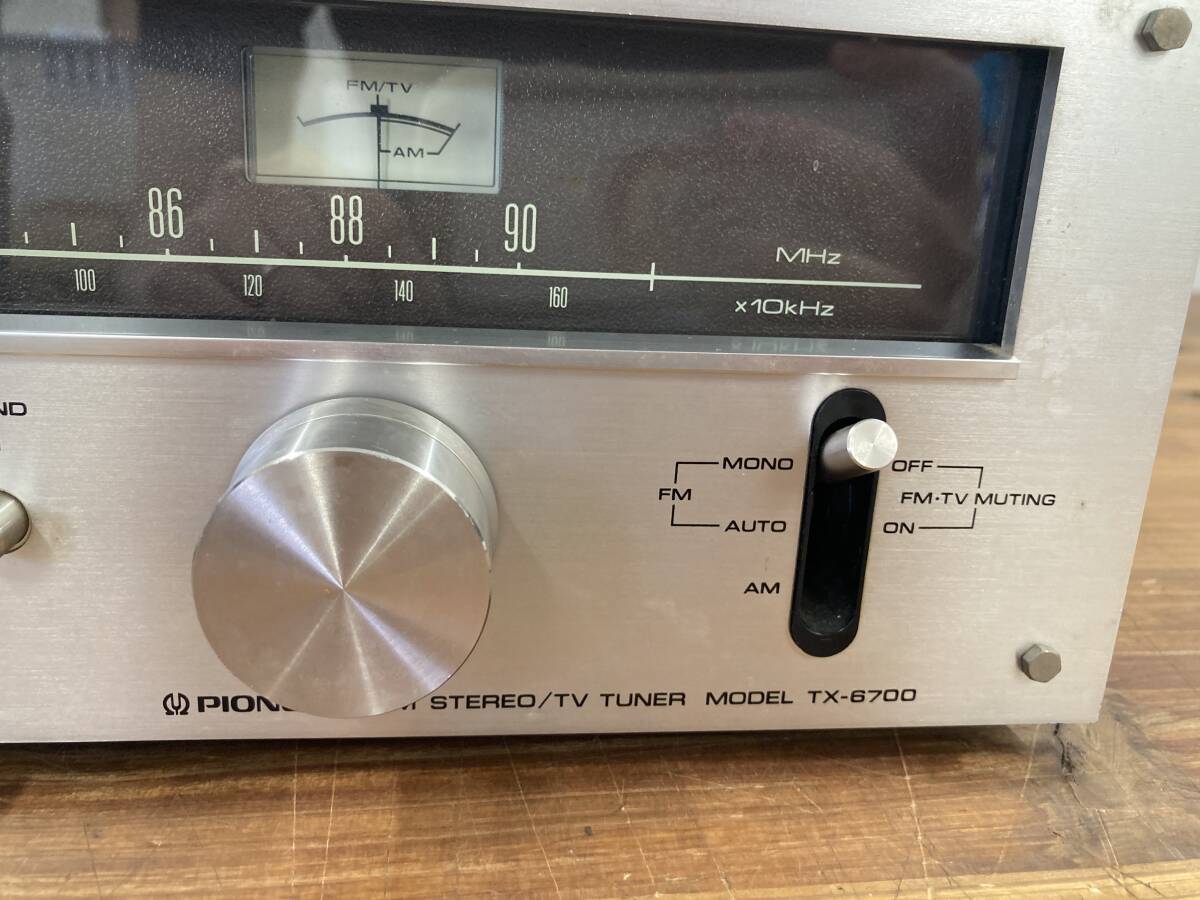 FM/TV
AM
86 88 90 MHz
100 120 140 160 x10kHz
ND
MONO OFF
FM FM·TV MUTING
AUTO ON
AM
STEREO/TV TUNER MODEL TX-6700